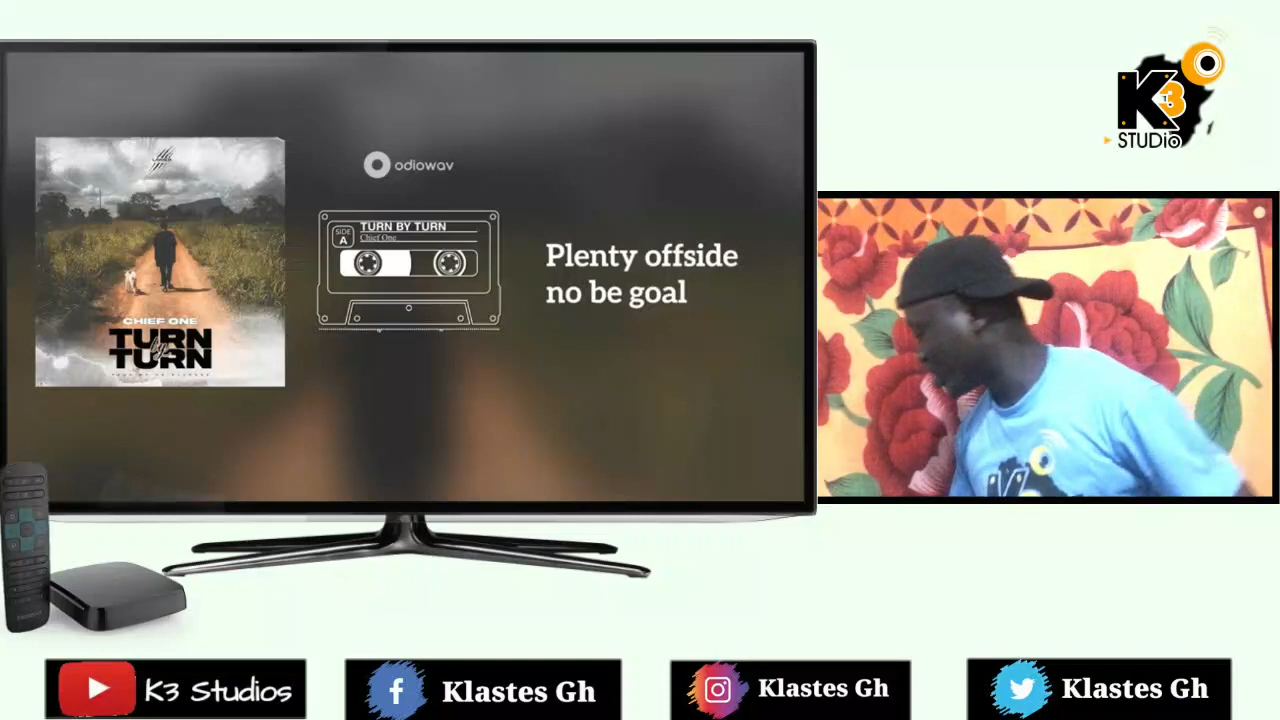 K3
STUDiO
odiowav
SIDE
A
TURN BY TURN
Chief One
Plenty offside
no be goal
CHIEF ONE
TURN
by
TURN
K3 Studios
Klastes Gh
Klastes Gh
Klastes Gh